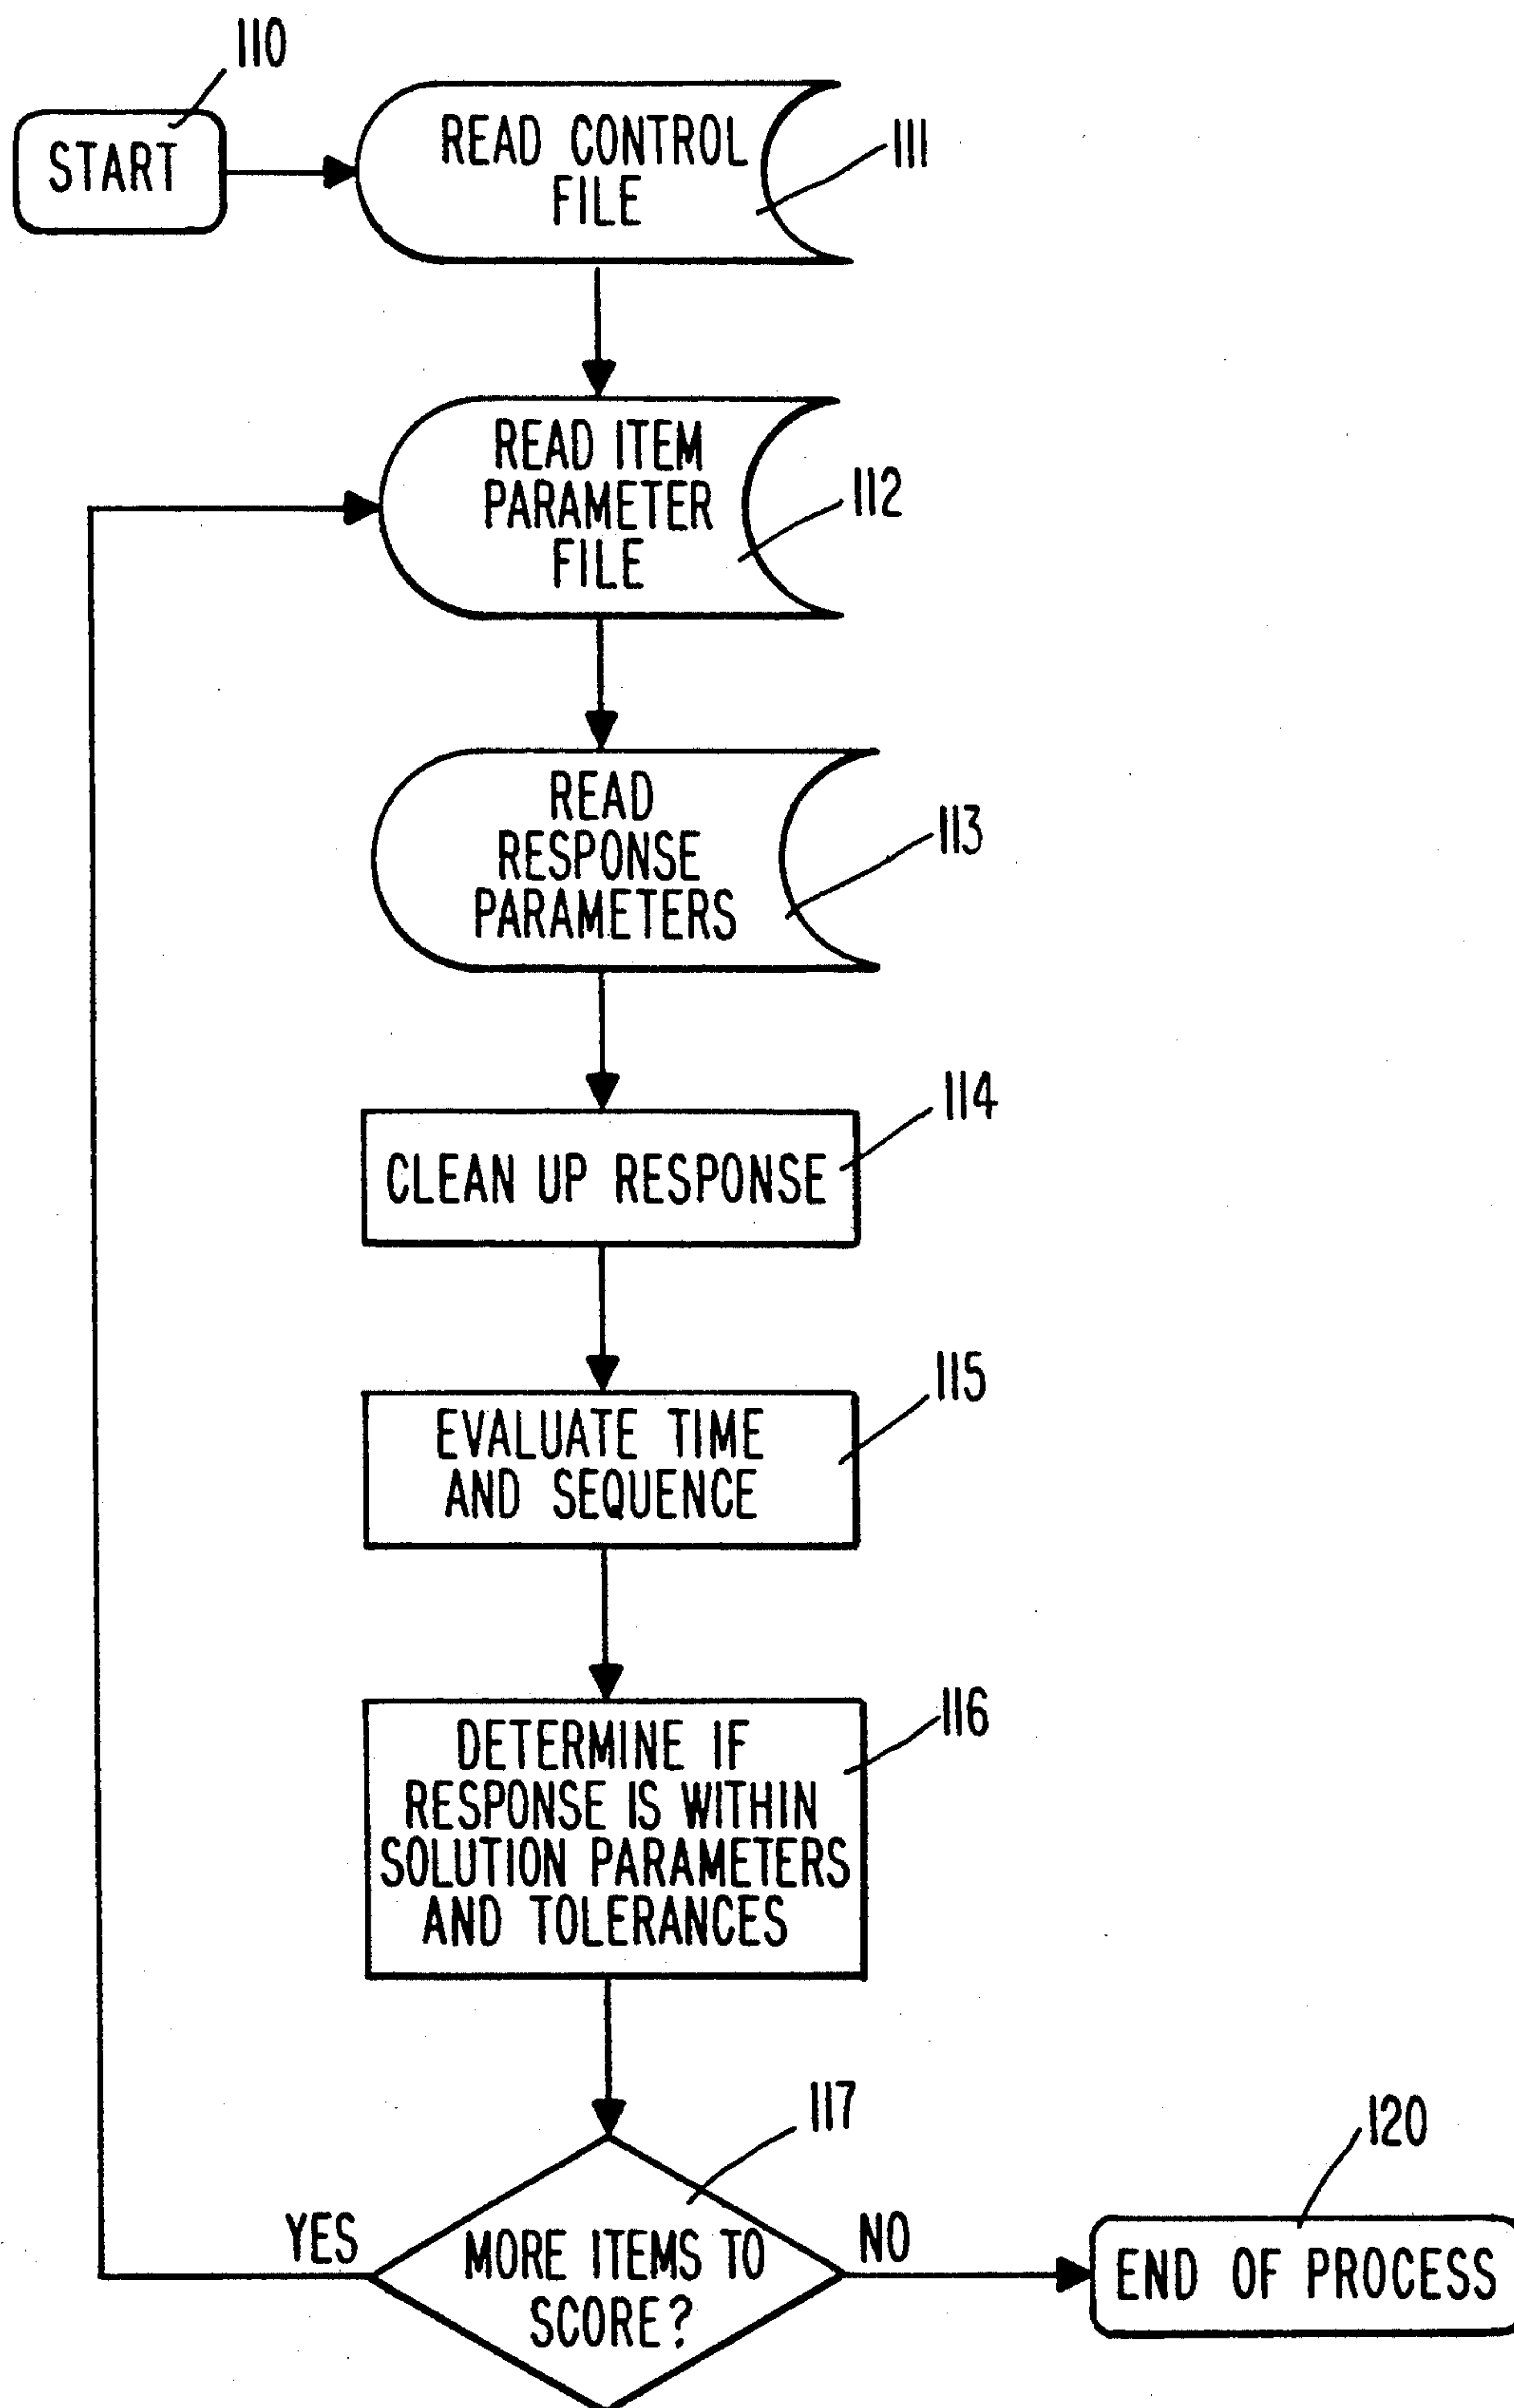 110
START
READ CONTROL
FILE
111
READ ITEM
PARAMETER
FILE
112
READ
RESPONSE
PARAMETERS
113
114
CLEAN UP RESPONSE
115
EVALUATE TIME
AND SEQUENCE
116
DETERMINE IF
RESPONSE IS WITHIN
SOLUTION PARAMETERS
AND TOLERANCES
117
YES
MORE ITEMS TO
SCORE?
NO
120
END OF PROCESS